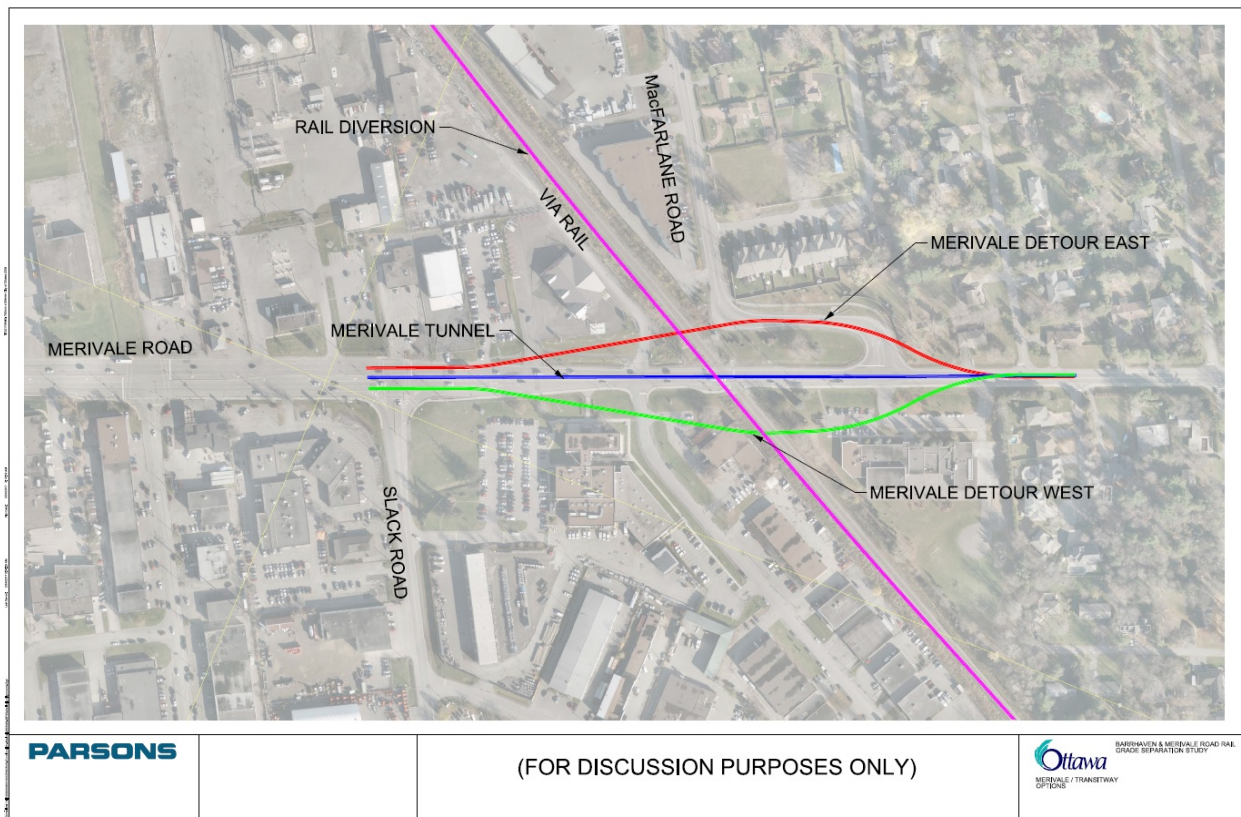 MacFARLANE ROAD
RAIL DIVERSION
VIA RAIL
MERIVALE DETOUR EAST
MERIVALE TUNNEL
MERIVALE ROAD
MERIVALE DETOUR WEST
SLACK ROAD
PARSONS
(FOR DISCUSSION PURPOSES ONLY)
Ottawa
BARRHAVEN & MERIVALE ROAD RAIL
GRADE SEPARATION STUDY
MERIVALE / TRANSITWAY
OPTIONS